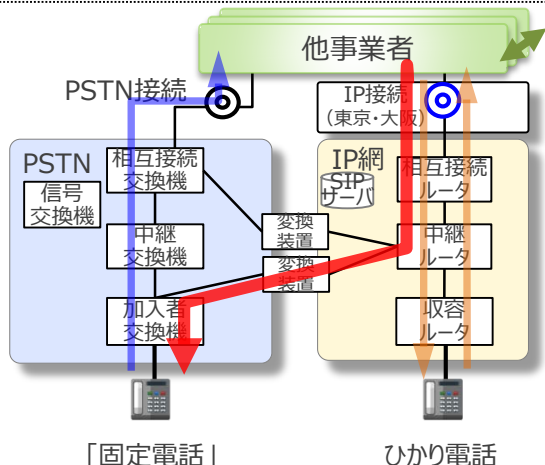 他事業者
PSTN接続
IP接続
(東京・大阪)
PSTN
信号
交換機
相互接続
交換機
中継
交換機
加入者
交換機
変換
装置
変換
装置
IP網
SIP
サーバ
相互接続
ルータ
中継
ルータ
収容
ルータ
「固定電話」
ひかり電話